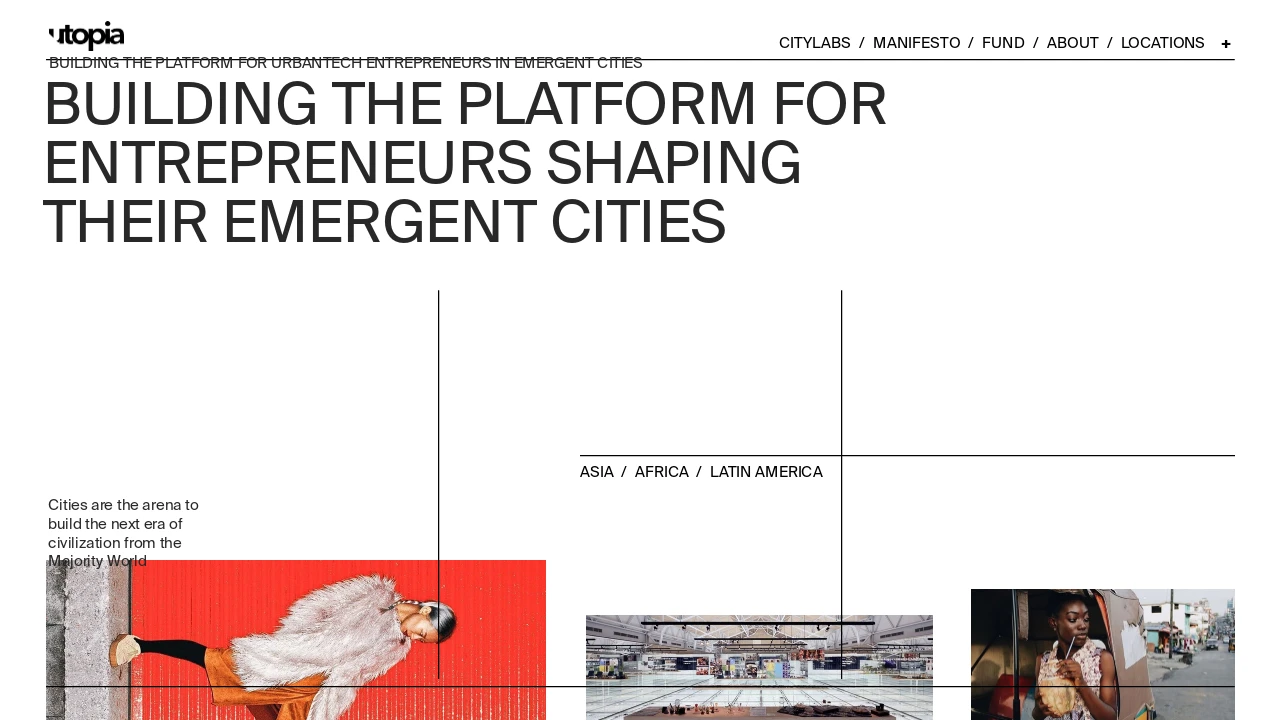 utopia
CITYLABS / MANIFESTO / FUND / ABOUT / LOCATIONS +
BUILDING THE PLATFORM FOR URBANTECH ENTREPRENEURS IN EMERGENT CITIES
BUILDING THE PLATFORM FOR
ENTREPRENEURS SHAPING
THEIR EMERGENT CITIES
ASIA / AFRICA / LATIN AMERICA
Cities are the arena to
build the next era of
civilization from the
Majority World